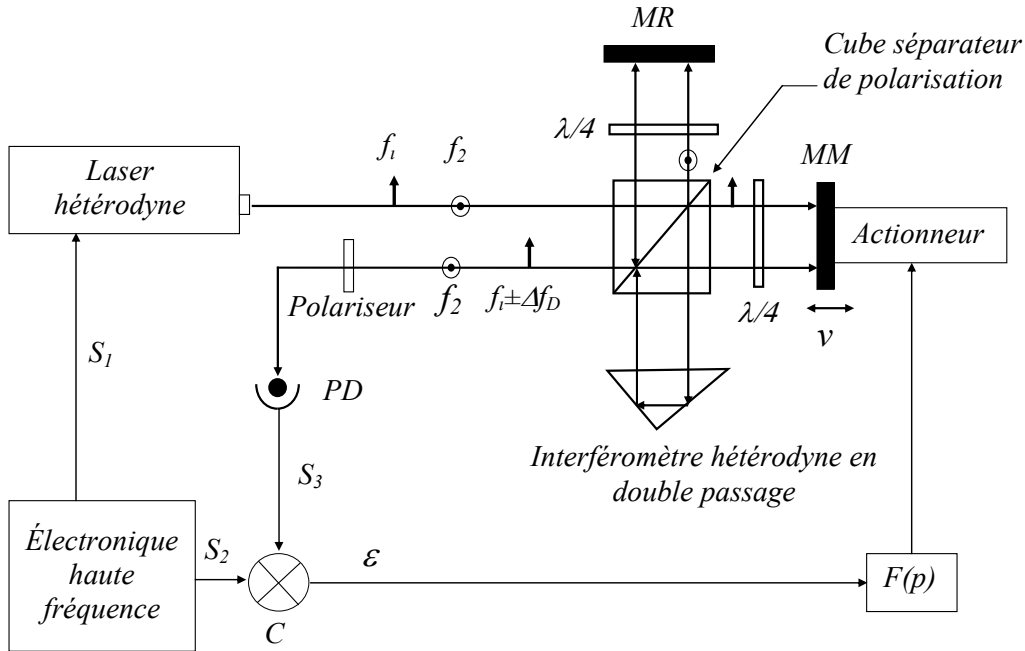 MR
Cube séparateur
de polarisation
λ/4
f₁
f₂
MM
Laser
hétérodyne
Actionneur
Polariseur
f₂
f₁±Δf_D
λ/4
v
S₁
PD
Interféromètre hétérodyne en
double passage
S₃
Électronique
haute
fréquence
S₂
ε
F(p)
C